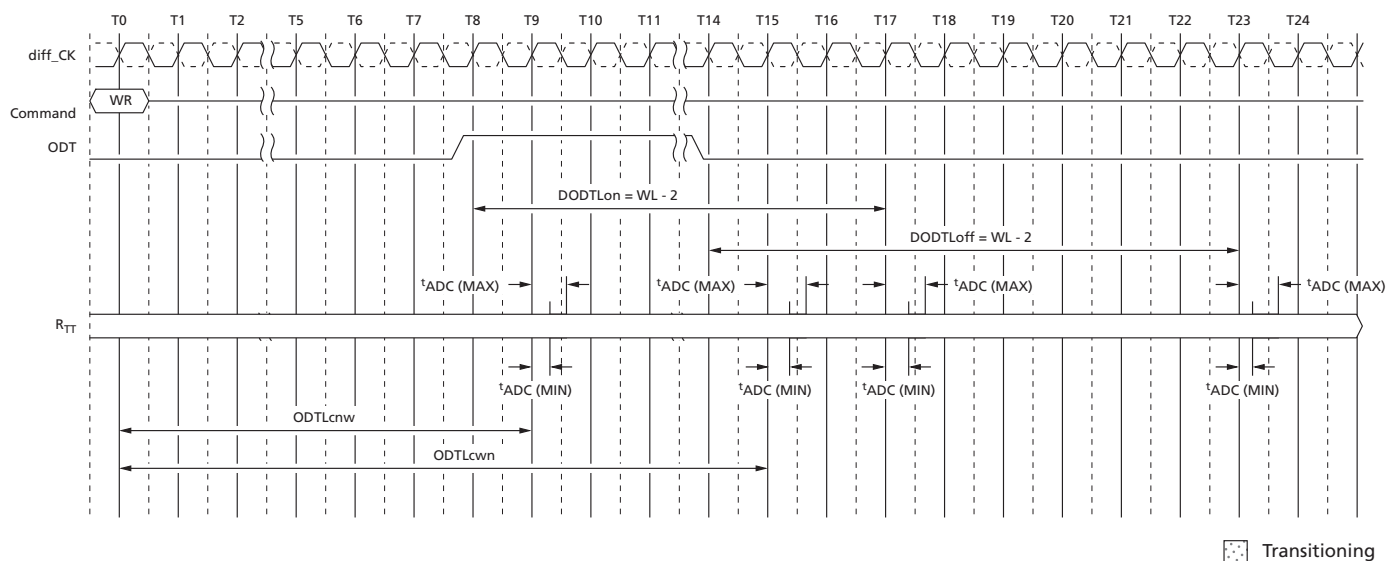 T0 T1 T2 T5 T6 T7 T8 T9 T10 T11 T14 T15 T16 T17 T18 T19 T20 T21 T22 T23 T24
diff_CK
WR
Command
ODT
DODTLon = WL - 2
DODTLoff = WL - 2
tADC (MAX) tADC (MAX) tADC (MAX) tADC (MAX)
RTT
tADC (MIN) tADC (MIN) tADC (MIN) tADC (MIN)
ODTLcnw
ODTLcwn
Transitioning